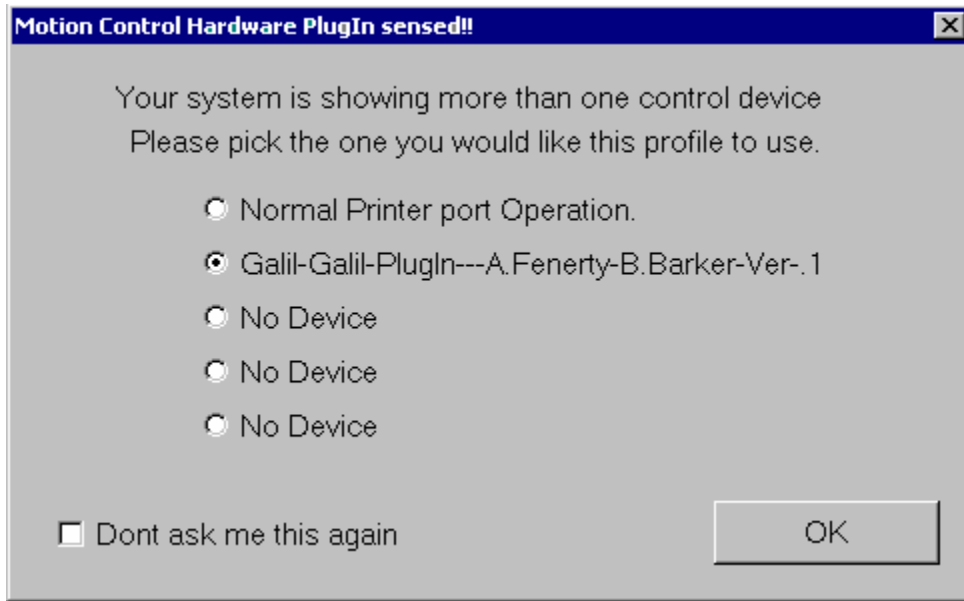 Motion Control Hardware PlugIn sensed!!
Your system is showing more than one control device
Please pick the one you would like this profile to use.
Normal Printer port Operation.
Galil-Galil-PlugIn---A.Fenerty-B.Barker-Ver-.1
No Device
No Device
No Device
Dont ask me this again
OK